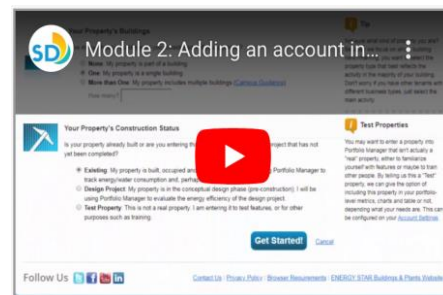 Your Property's Buildings
SD
Module 2: Adding an account in...
None: My property is part of a building
One: My property is a single building
More than One: My property includes multiple buildings (Campus Guidance)
How many?
Tip
main activity.
Your Property's Construction Status
Is your property already built or are you entering this
project that has not
yet been completed?
Existing: My property is built, occupied and
Portfolio Manager to
track energy/water consumption and, perhaps
Design Project: My property is in the conceptual design phase (pre-construction); I will be
using Portfolio Manager to evaluate the energy efficiency of the design project.
Test Property: This is not a real property. I am entering it to test features, or for other
purposes such as training.
Get Started!
Cancel
Test Properties
You may want to enter a property into
Portfolio Manager that isn't actually a
"real" property, either to familiarize
yourself with features or maybe to train
other people. By telling us this a "Test"
property, we can give the option of
including this property in your portfolio-
level metrics, charts and table or not,
depending what your needs are. This can
be configured on your Account Settings.
Follow Us
Contact Us | Privacy Policy | Browser Requirements | ENERGY STAR Buildings & Plants Website